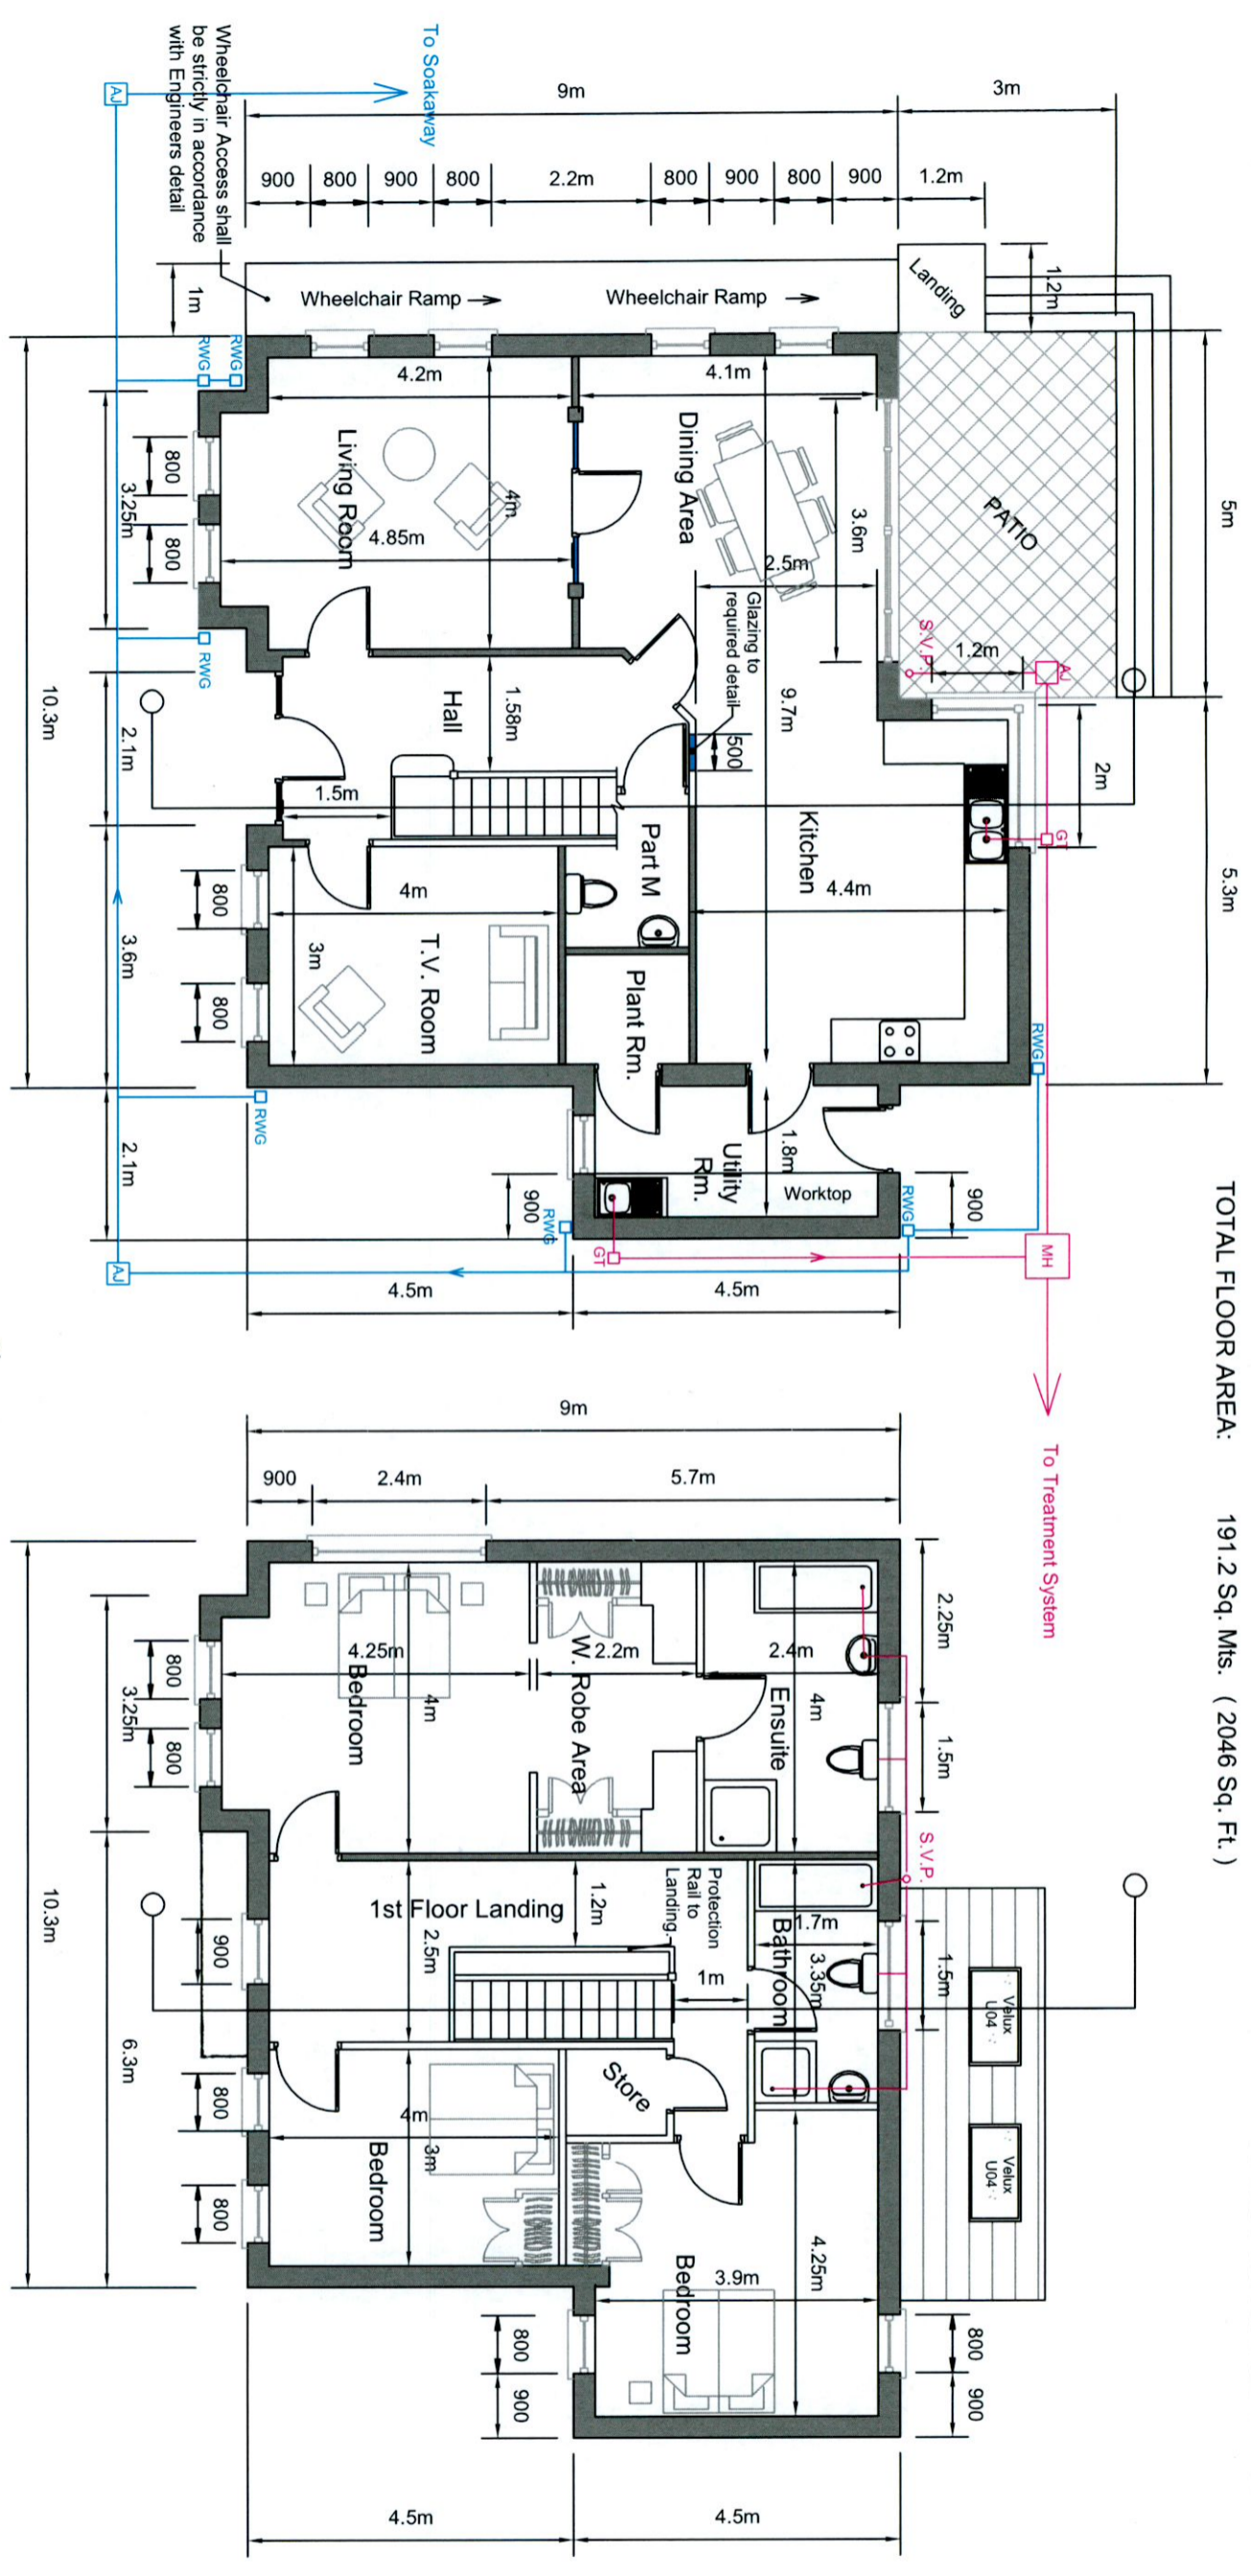 TOTAL FLOOR AREA: 191.2 Sq. Mts. ( 2046 Sq. Ft. )
To Soakaway
Wheelchair Access shall
be strictly in accordance
with Engineers detail
AJ
9m
3m
900
800
900
800
2.2m
800
900
800
900
1.2m
1m
Wheelchair Ramp
Wheelchair Ramp
Landing
1.2m
RWG
RWG
4.2m
4.1m
5m
PATIO
Dining Area
Living Room
4m
4.85m
3.6m
2.5m
800
800
3.25m
Glazing to
required detail
S.V.P.
1.2m
AJ
RWG
10.3m
Hall
1.58m
9.7m
500
2m
2.1m
1.5m
Part M
Kitchen
4.4m
GT
5.3m
800
4m
3m
T.V. Room
3.6m
800
Plant Rm.
RWG
RWG
2.1m
1.8m
Utility
Rm.
Worktop
900
900
RWG
RWG
GT
MH
AJ
4.5m
4.5m
To Treatment System
9m
900
2.4m
5.7m
2.25m
4.25m
Bedroom
4m
2.2m
W. Robe Area
2.4m
Ensuite
4m
1.5m
800
800
3.25m
S.V.P.
10.3m
1st Floor Landing
1.2m
2.5m
Protection
Rail to
Landing.
1m
1.7m
Bathroom
3.35m
1.5m
Velux
U04
Velux
U04
900
6.3m
800
Store
4m
3m
Bedroom
800
Bedroom
3.9m
4.25m
800
900
800
900
4.5m
4.5m